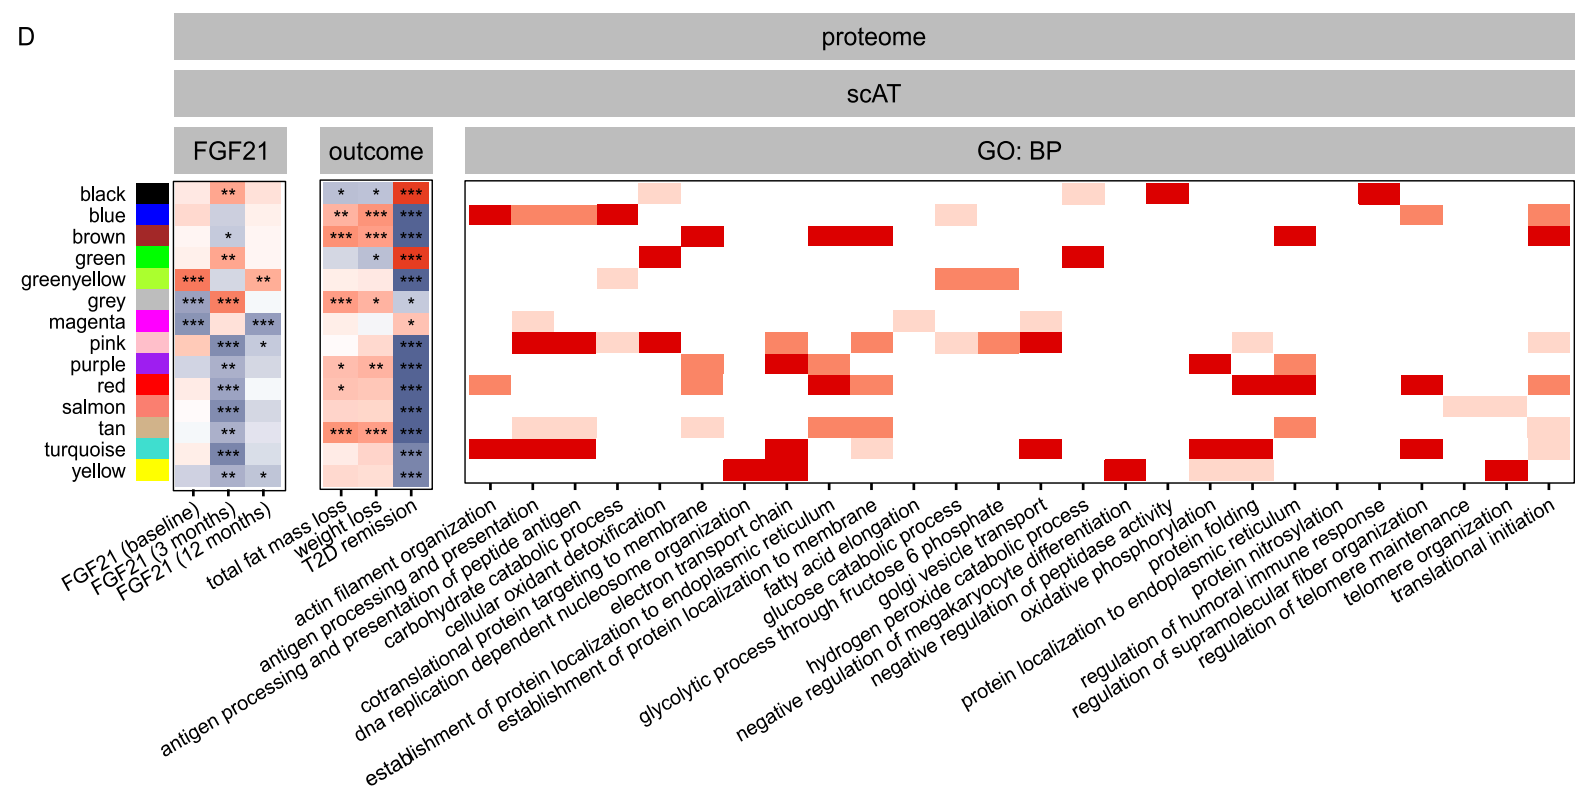 D
proteome
scAT
FGF21
outcome
GO: BP
black ** * * ***
blue ** *** ***
brown * *** *** ***
green ** * ***
greenyellow *** ** ***
grey *** *** *** * *
magenta *** *** *
pink *** * ***
purple ** * ** ***
red *** * ***
salmon *** ***
tan ** *** *** ***
turquoise *** ***
yellow ** * ***
FGF21 (baseline)
FGF21 (3 months)
FGF21 (12 months)
total fat mass loss
weight loss
T2D remission
actin filament organization
antigen processing and presentation
antigen processing and presentation of peptide antigen
carbohydrate catabolic process
cellular oxidant detoxification
cotranslational protein targeting to membrane
dna replication dependent nucleosome organization
electron transport chain
establishment of protein localization to endoplasmic reticulum
establishment of protein localization to membrane
fatty acid elongation
glucose catabolic process
glycolytic process through fructose 6 phosphate
golgi vesicle transport
hydrogen peroxide catabolic process
negative regulation of megakaryocyte differentiation
negative regulation of peptidase activity
oxidative phosphorylation
protein folding
protein localization to endoplasmic reticulum
protein nitrosylation
regulation of humoral immune response
regulation of supramolecular fiber organization
regulation of telomere maintenance
telomere organization
translational initiation